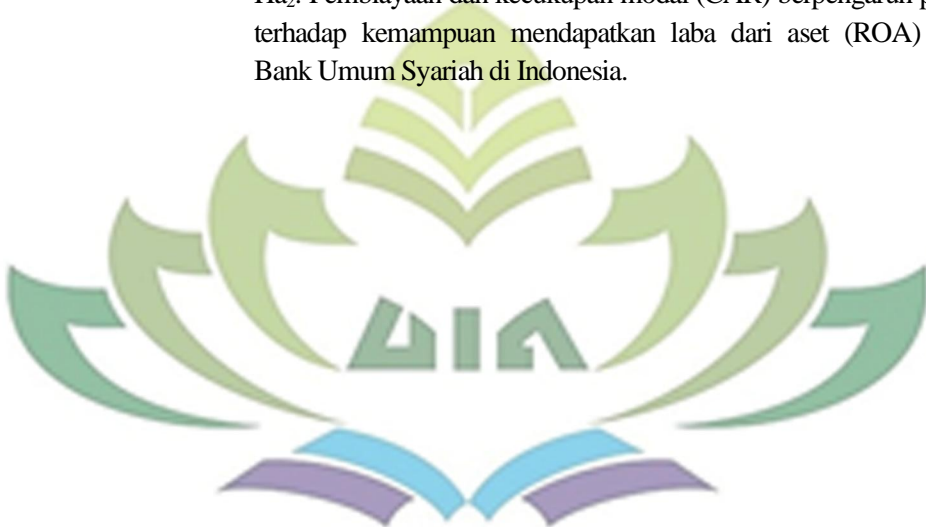 Ha₂: Pembiayaan dan kecukupan modal (CAR) berpengaruh p
terhadap kemampuan mendapatkan laba dari aset (ROA)
Bank Umum Syariah di Indonesia.
UIN